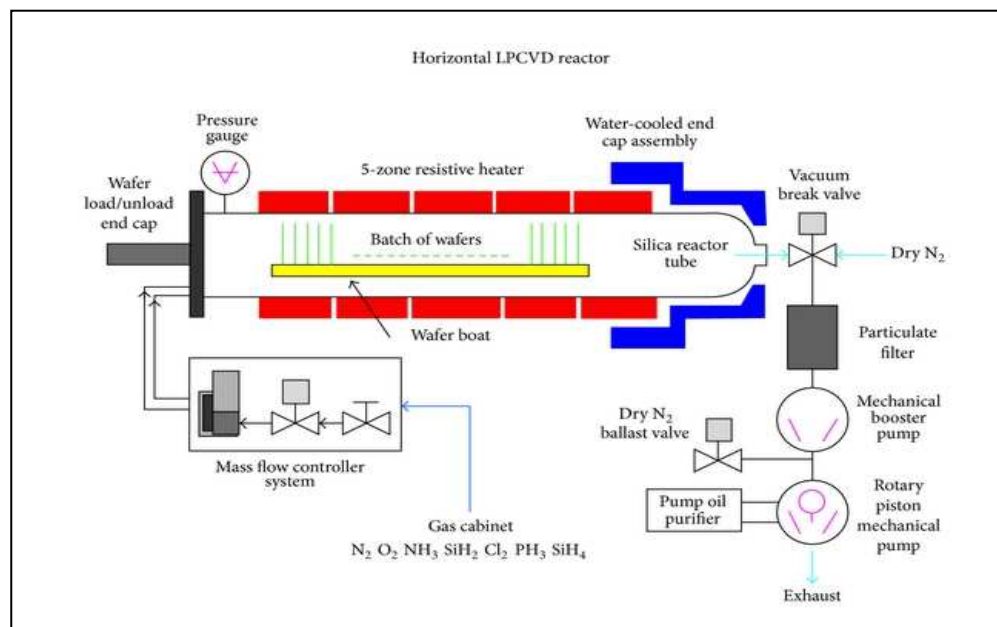 Horizontal LPCVD reactor
Pressure
gauge
Water-cooled end
cap assembly
Wafer
load/unload
end cap
5-zone resistive heater
Vacuum
break valve
Batch of wafers
Silica reactor
tube
Dry N₂
Wafer boat
Particulate
filter
Mass flow controller
system
Dry N₂
ballast valve
Mechanical
booster
pump
Pump oil
purifier
Rotary
piston
mechanical
pump
Gas cabinet
N₂ O₂ NH₃ SiH₂ Cl₂ PH₃ SiH₄
Exhaust